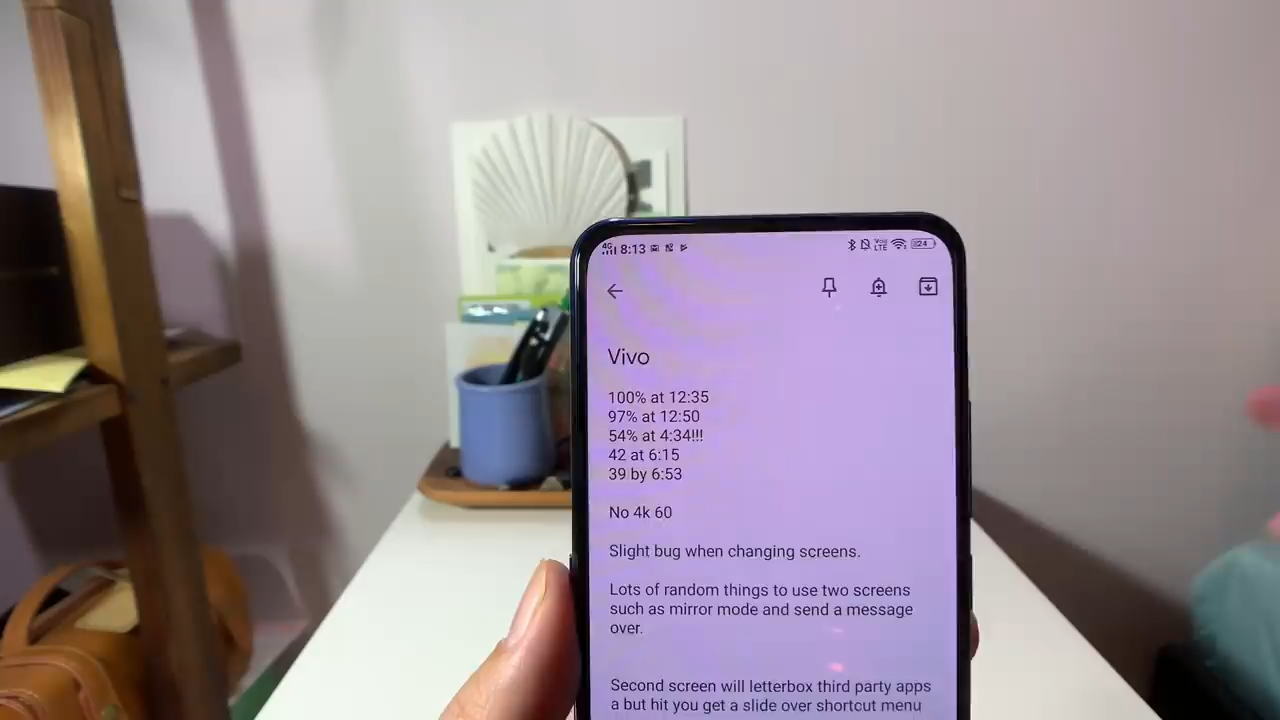 4G 8:13 VoLTE 24
Vivo
100% at 12:35
97% at 12:50
54% at 4:34!!!
42 at 6:15
39 by 6:53
No 4k 60
Slight bug when changing screens.
Lots of random things to use two screens
such as mirror mode and send a message
over.
Second screen will letterbox third party apps
a but hit you get a slide over shortcut menu